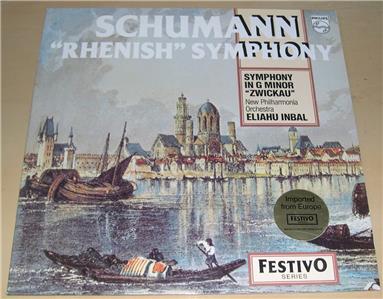 SCHUMANN
"RHENISH" SYMPHONY
PHILIPS
SYMPHONY
IN G MINOR
"ZWICKAU"
New Philharmonia
Orchestra
ELIAHU INBAL
Imported
from Europe
FESTIVO
FESTIVO
SERIES